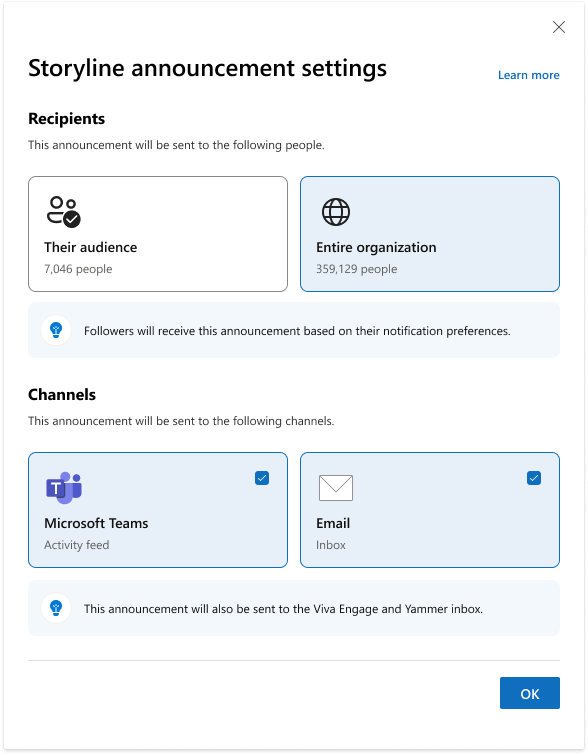 Storyline announcement settings
Learn more
Recipients
This announcement will be sent to the following people.
Their audience
7,046 people
Entire organization
359,129 people
Followers will receive this announcement based on their notification preferences.
Channels
This announcement will be sent to the following channels.
T
Microsoft Teams
Activity feed
Email
Inbox
This announcement will also be sent to the Viva Engage and Yammer inbox.
OK